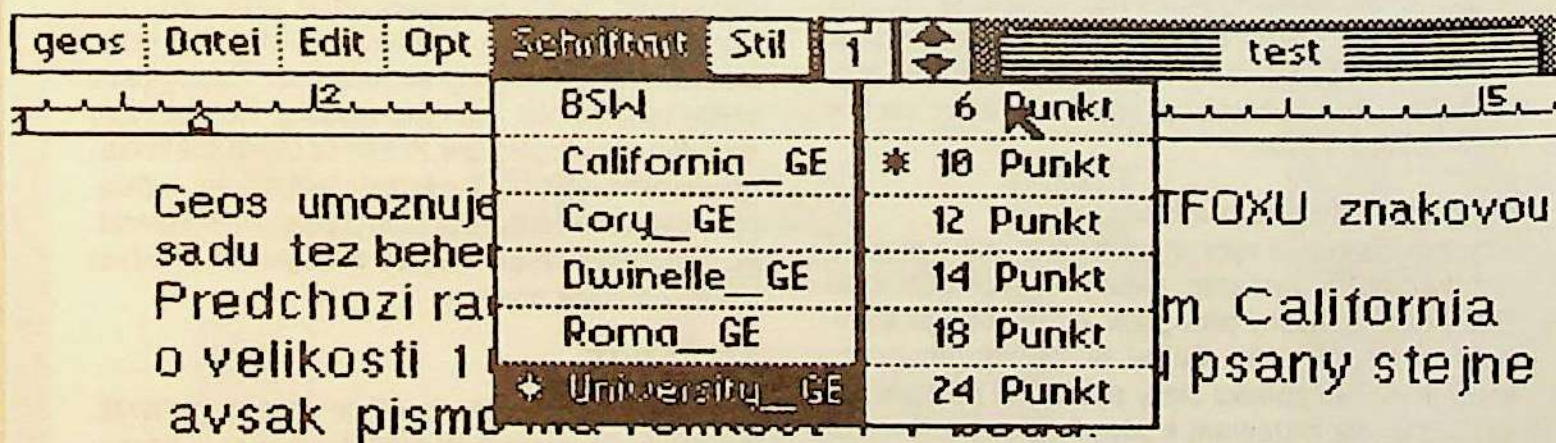 geos Datei Edit Opt Schriftart Stil 1 test
1 2 5
BSW
California_GE
Cory_GE
Dwinelle_GE
Roma_GE
* University_GE
6 Punkt
* 10 Punkt
12 Punkt
14 Punkt
18 Punkt
24 Punkt
Geos umoznuje TFOXU znakovou
sadu tez
Predchozi m California
o velikosti psany stejne
avsak pismo